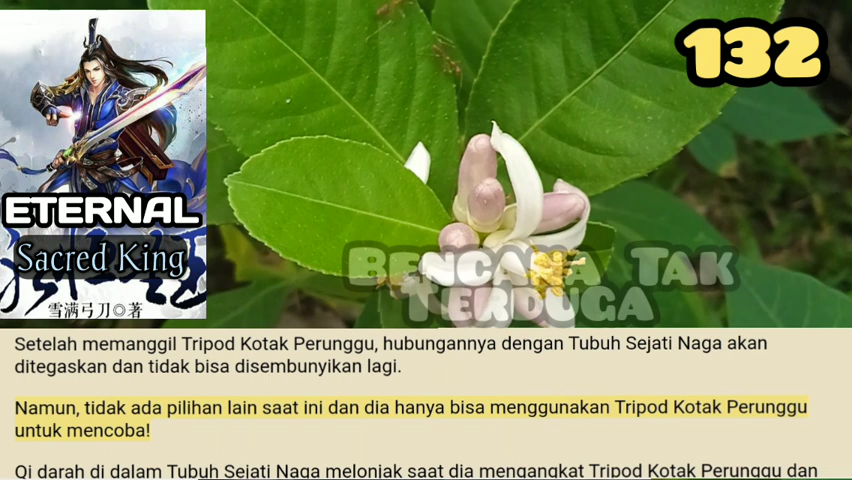 132
ETERNAL
Sacred King
雪满弓刀◎著
BENCANA TAK
TERDUGA
Setelah memanggil Tripod Kotak Perunggu, hubungannya dengan Tubuh Sejati Naga akan
ditegaskan dan tidak bisa disembunyikan lagi.
Namun, tidak ada pilihan lain saat ini dan dia hanya bisa menggunakan Tripod Kotak Perunggu
untuk mencoba!
Qi darah di dalam Tubuh Sejati Naga melonjak saat dia mengangkat Tripod Kotak Perunggu dan